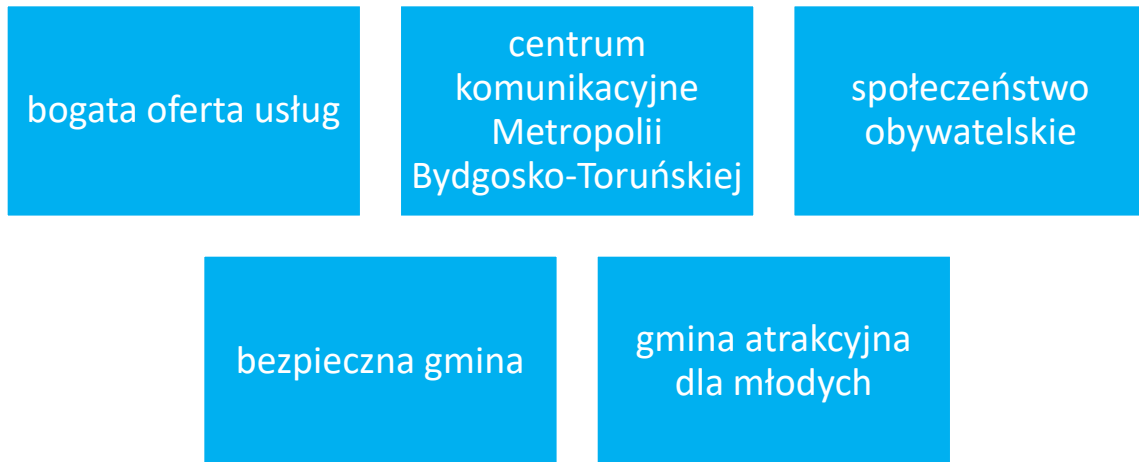 bogata oferta usług
centrum
komunikacyjne
Metropolii
Bydgosko-Toruńskiej
społeczeństwo
obywatelskie
bezpieczna gmina
gmina atrakcyjna
dla młodych